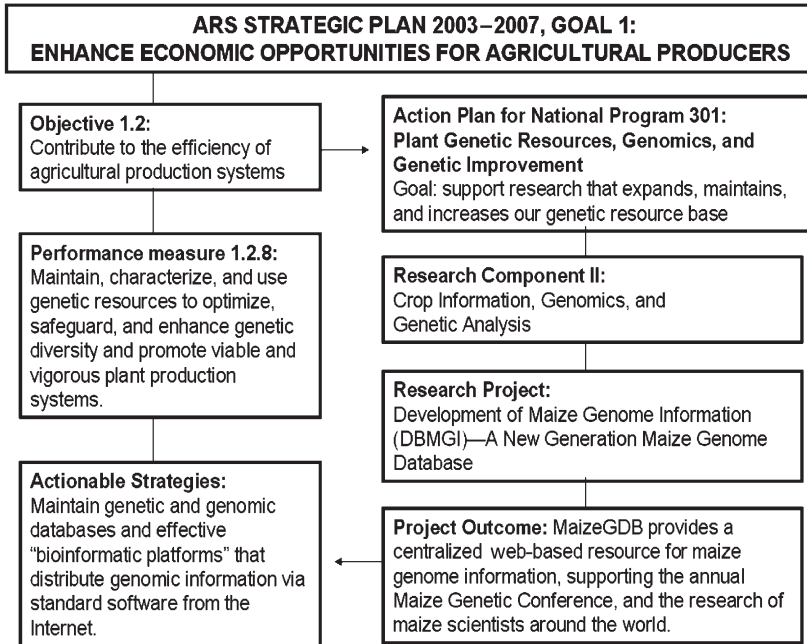 ARS STRATEGIC PLAN 2003–2007, GOAL 1:
ENHANCE ECONOMIC OPPORTUNITIES FOR AGRICULTURAL PRODUCERS
Objective 1.2:
Contribute to the efficiency of
agricultural production systems
Performance measure 1.2.8:
Maintain, characterize, and use
genetic resources to optimize,
safeguard, and enhance genetic
diversity and promote viable and
vigorous plant production
systems.
Actionable Strategies:
Maintain genetic and genomic
databases and effective
“bioinformatic platforms” that
distribute genomic information via
standard software from the
Internet.
Action Plan for National Program 301:
Plant Genetic Resources, Genomics, and
Genetic Improvement
Goal: support research that expands, maintains,
and increases our genetic resource base
Research Component II:
Crop Information, Genomics, and
Genetic Analysis
Research Project:
Development of Maize Genome Information
(DBMGI)—A New Generation Maize Genome
Database
Project Outcome: MaizeGDB provides a
centralized web-based resource for maize
genome information, supporting the annual
Maize Genetic Conference, and the research of
maize scientists around the world.